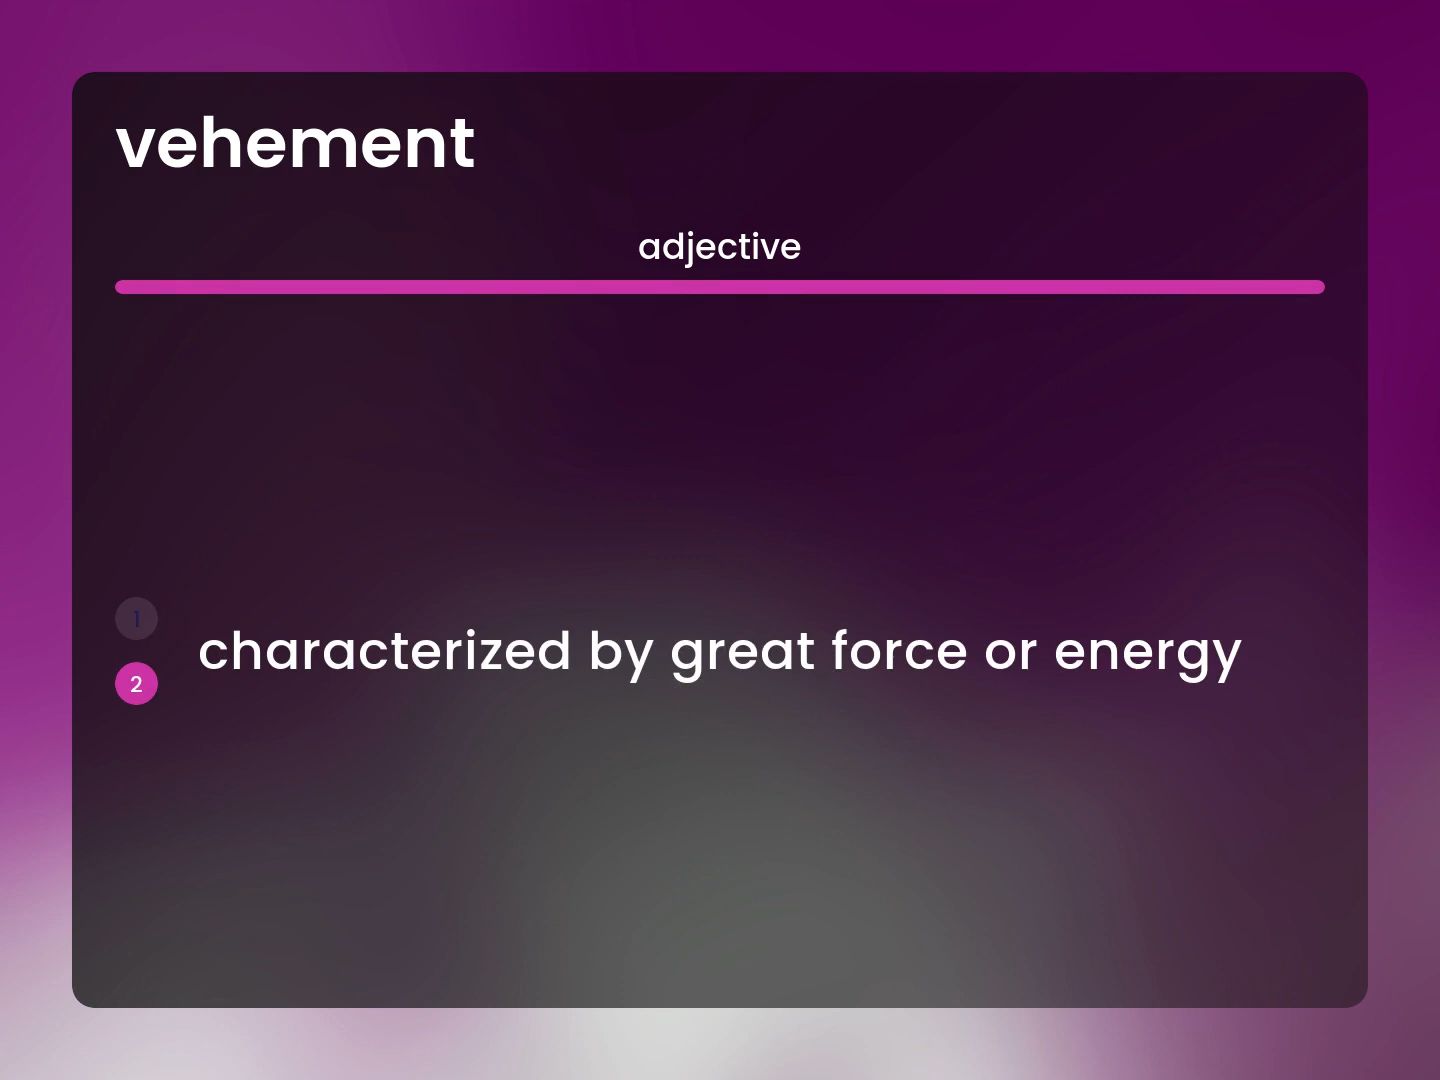 vehement
adjective
1
2
characterized by great force or energy